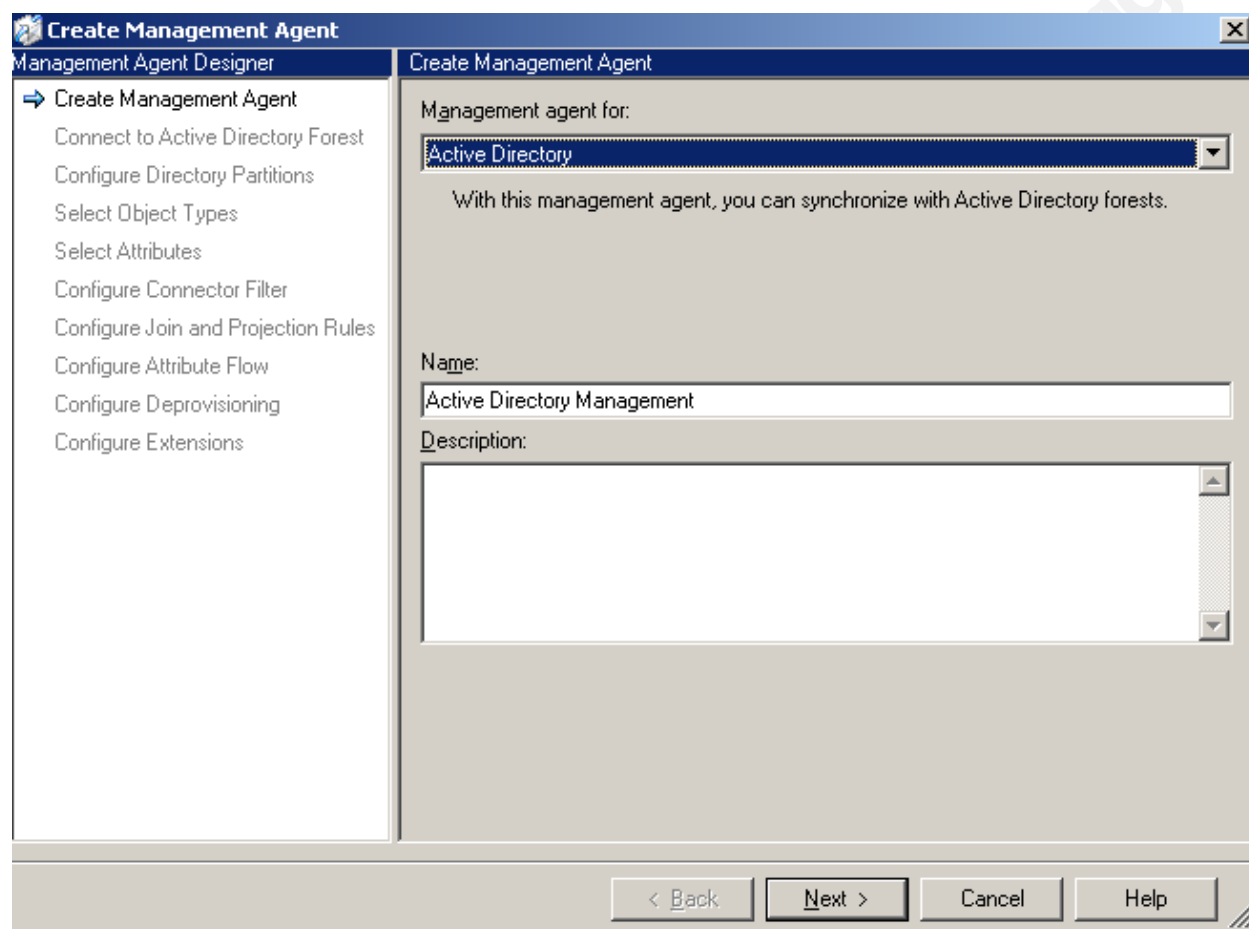 Create Management Agent
Management Agent Designer
Create Management Agent
Connect to Active Directory Forest
Configure Directory Partitions
Select Object Types
Select Attributes
Configure Connector Filter
Configure Join and Projection Rules
Configure Attribute Flow
Configure Deprovisioning
Configure Extensions
Create Management Agent
Management agent for:
Active Directory
With this management agent, you can synchronize with Active Directory forests.
Name:
Active Directory Management
Description:
< Back
Next >
Cancel
Help